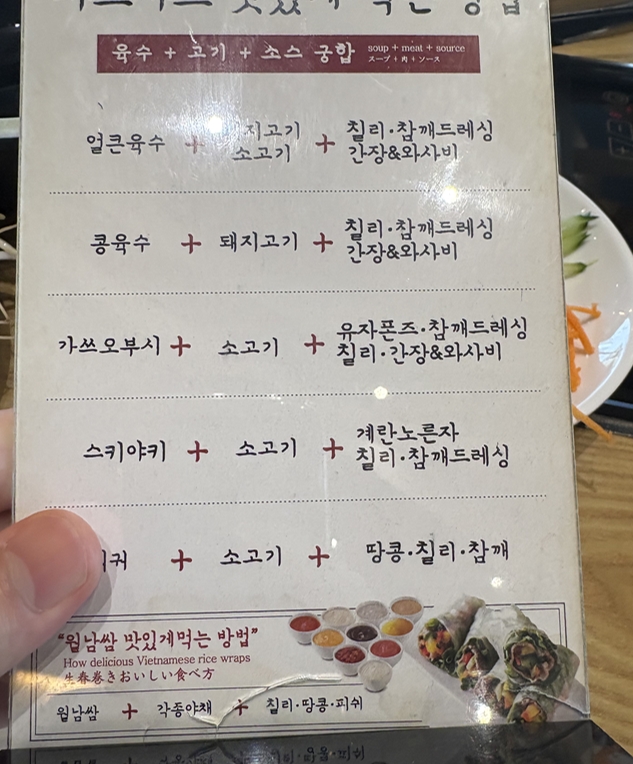 맛있게
육수 + 고기 + 소스 궁합 soup + meat + source
スープ + 肉 + ソース
얼큰육수 + 지고기 소고기 + 칠리·참깨드레싱 간장&와사비
콩육수 + 돼지고기 + 칠리·참깨드레싱 간장&와사비
가쓰오부시 + 소고기 + 유자폰즈·참깨드레싱 칠리·간장&와사비
스키야키 + 소고기 + 계란노른자 칠리·참깨드레싱
+ 소고기 + 땅콩·칠리·참깨
"월남쌈 맛있게먹는 방법"
How delicious Vietnamese rice wraps
生春巻きおいしい食べ方
월남쌈 + 각종야채 + 칠리·땅콩·피쉬